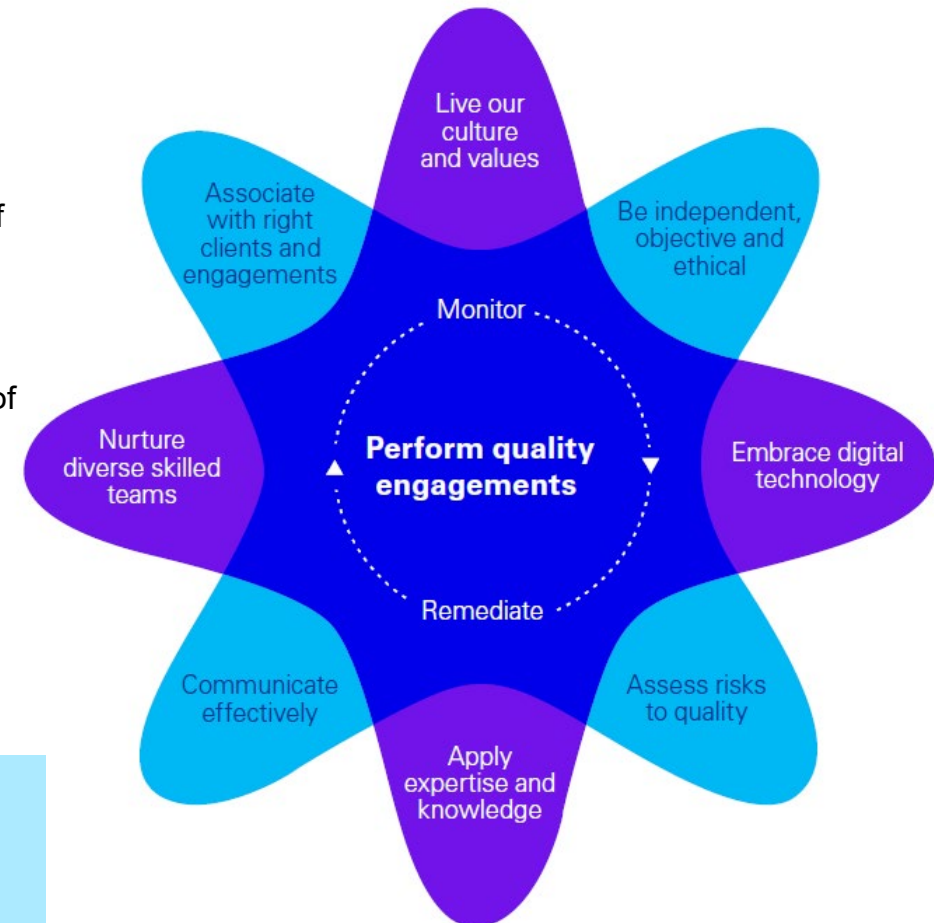 Live our
culture
and values
Associate
with right
clients and
engagements
Be independent,
objective and
ethical
f
Monitor
of
Nurture
diverse skilled
teams
Perform quality
engagements
Embrace digital
technology
Remediate
Communicate
effectively
Assess risks
to quality
Apply
expertise and
knowledge